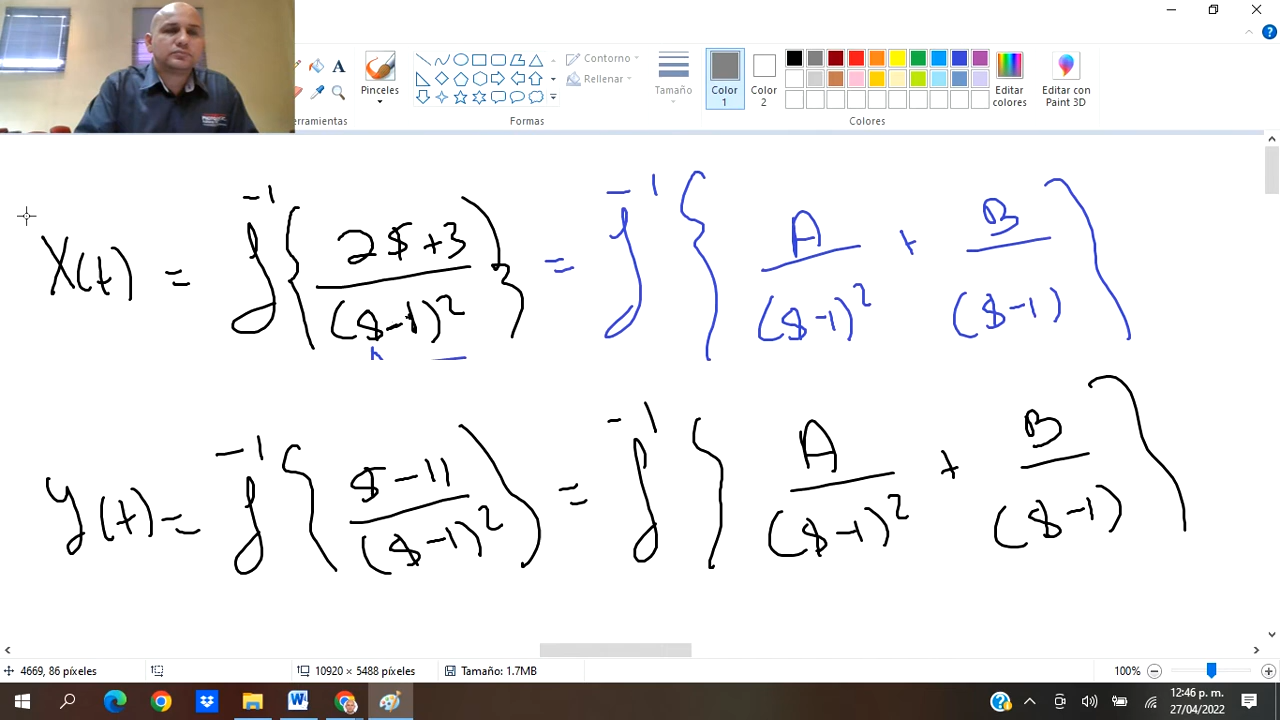 Contorno
Rellenar
Pinceles
Tamaño
Color 1
Color 2
Editar colores
Editar con Paint 3D
rramientas
Formas
Colores
X(t) = ℒ⁻¹{ (2s+3)/(s-1)² } = ℒ⁻¹{ A/(s-1)² + B/(s-1) }
y(t) = ℒ⁻¹{ (s-11)/(s-1)² } = ℒ⁻¹{ A/(s-1)² + B/(s-1) }
4669, 86 píxeles
10920 × 5488 píxeles
Tamaño: 1.7MB
100%
12:46 p. m.
27/04/2022